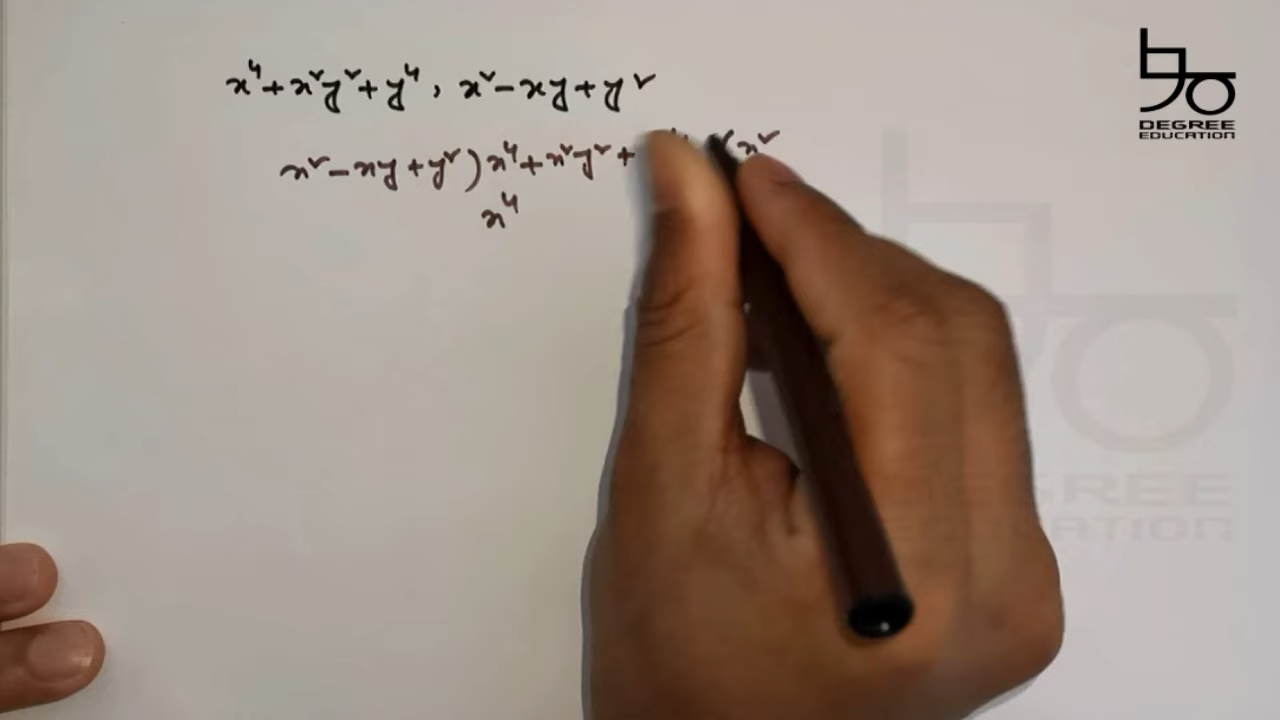 x⁴+x²y²+y⁴, x²-xy+y²
x²-xy+y²)x⁴+x²y²+ (x²
x⁴
DEGREE
EDUCATION